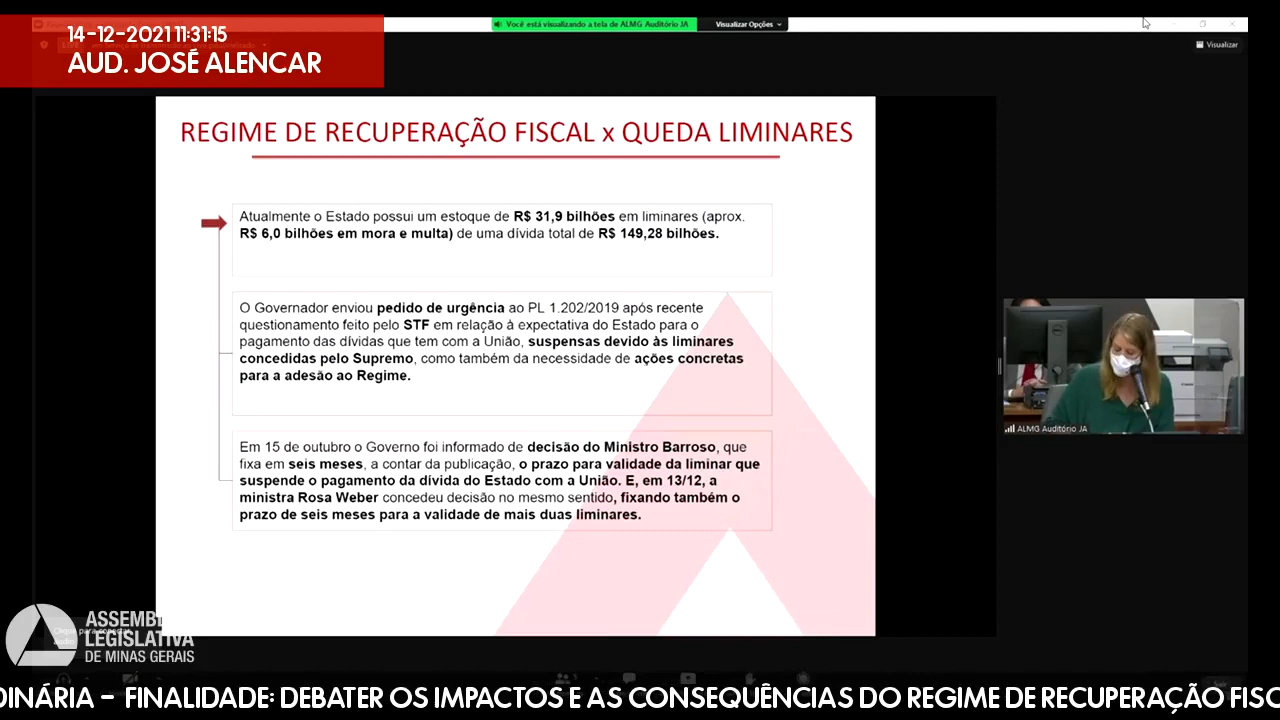 14-12-2021 11:31:15
AUD. JOSÉ ALENCAR
Você está visualizando a tela de ALMG Auditório JA
Visualizar Opções
Visualizar
REGIME DE RECUPERAÇÃO FISCAL x QUEDA LIMINARES
Atualmente o Estado possui um estoque de R$ 31,9 bilhões em liminares (aprox.
R$ 6,0 bilhões em mora e multa) de uma dívida total de R$ 149,28 bilhões.
O Governador enviou pedido de urgência ao PL 1.202/2019 após recente
questionamento feito pelo STF em relação à expectativa do Estado para o
pagamento das dívidas que tem com a União, suspensas devido às liminares
concedidas pelo Supremo, como também da necessidade de ações concretas
para a adesão ao Regime.
Em 15 de outubro o Governo foi informado de decisão do Ministro Barroso, que
fixa em seis meses, a contar da publicação, o prazo para validade da liminar que
suspende o pagamento da dívida do Estado com a União. E, em 13/12, a
ministra Rosa Weber concedeu decisão no mesmo sentido, fixando também o
prazo de seis meses para a validade de mais duas liminares.
ALMG Auditório JA
ASSEMBL
LEGISLATIVA
DE MINAS GERAIS
DINÁRIA - FINALIDADE: DEBATER OS IMPACTOS E AS CONSEQUÊNCIAS DO REGIME DE RECUPERAÇÃO FISC